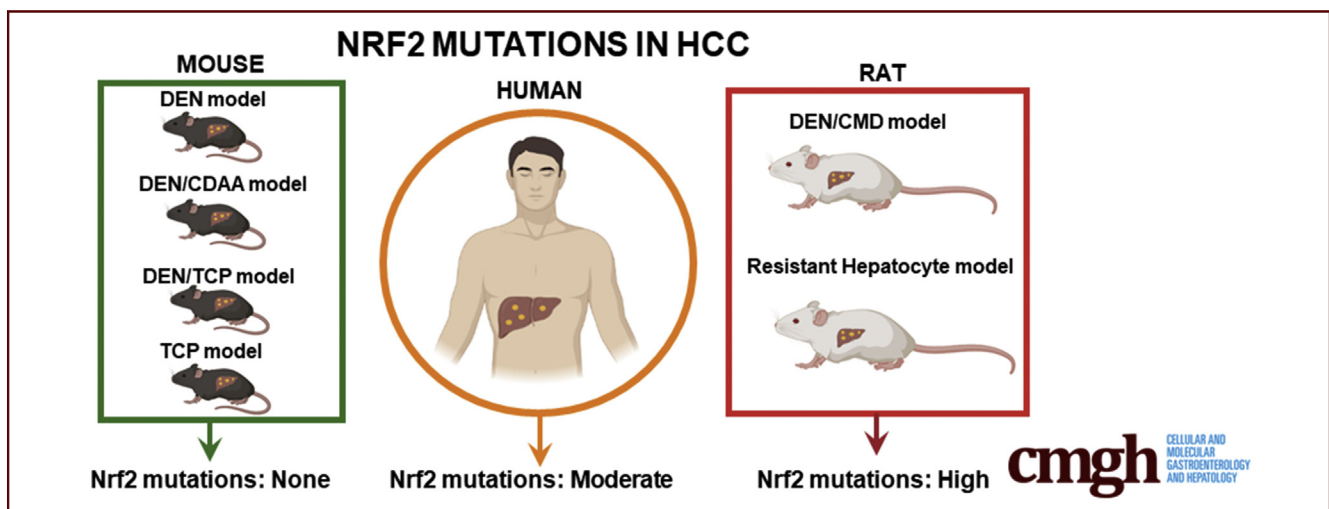 NRF2 MUTATIONS IN HCC
MOUSE
DEN model
DEN/CDAA model
DEN/TCP model
TCP model
Nrf2 mutations: None
HUMAN
Nrf2 mutations: Moderate
RAT
DEN/CMD model
Resistant Hepatocyte model
Nrf2 mutations: High
cmgh
CELLULAR AND
MOLECULAR
GASTROENTEROLOGY
AND HEPATOLOGY